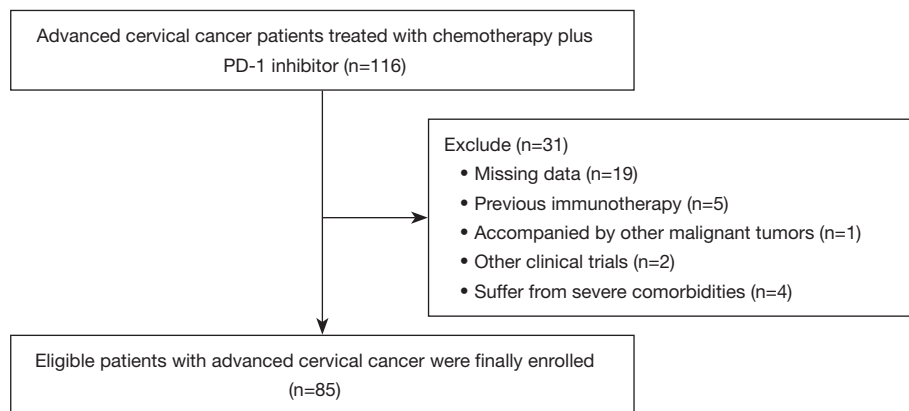 Advanced cervical cancer patients treated with chemotherapy plus
PD-1 inhibitor (n=116)
Exclude (n=31)
• Missing data (n=19)
• Previous immunotherapy (n=5)
• Accompanied by other malignant tumors (n=1)
• Other clinical trials (n=2)
• Suffer from severe comorbidities (n=4)
Eligible patients with advanced cervical cancer were finally enrolled
(n=85)